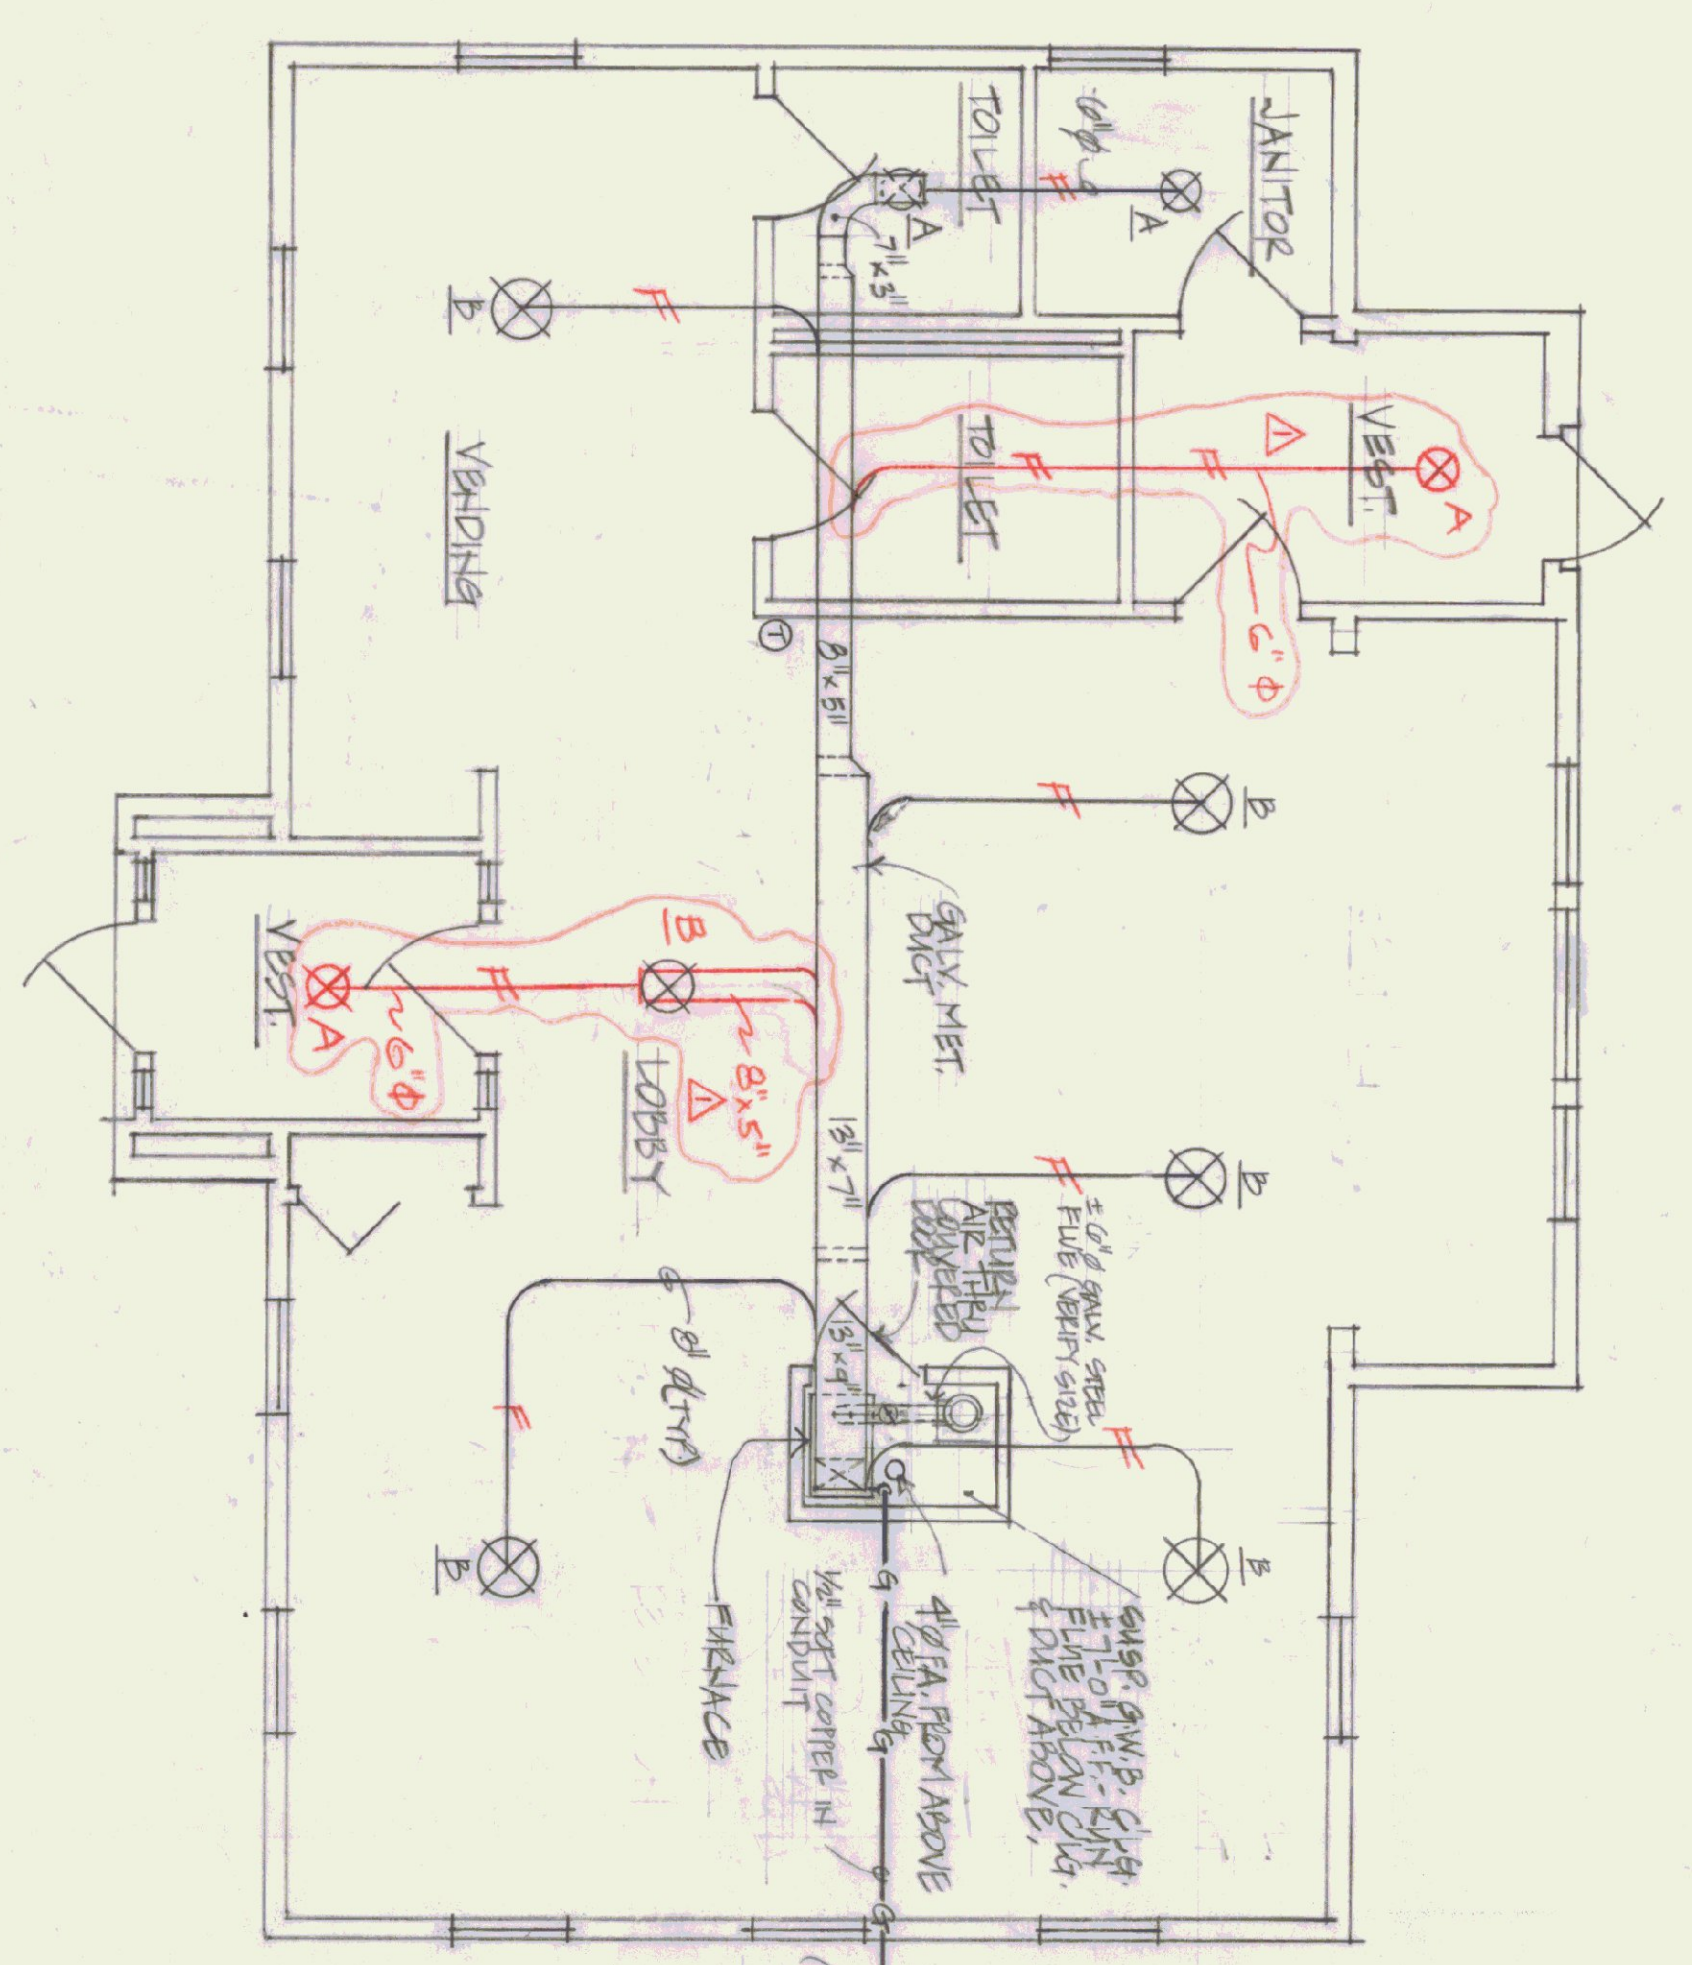 JANITOR
TOILET
6"ø
A
A
7"x3"
B
VENDING
TOILET
VEST.
A
1
6"ø
T
8"x5"
B
GALV. MET.
DUCT
B
VEST.
A
6"ø
8"x5"
1
LOBBY
13"x7"
B
±6"ø GALV. STEEL
FLUE (VERIFY SIZE)
RETURN
AIR THRU
LOUVERED
DOOR
13"x9"
8"ø (TYP.)
B
B
SUSP. G.W.B. CLG.
±7'-0" A.F.F. - RUN
FLUE BELOW CLG.
& DUCT ABOVE.
4"ø F.A. FROM ABOVE
CEILING
1/2" SOFT COPPER IN
CONDUIT
FURNACE
G
G
G